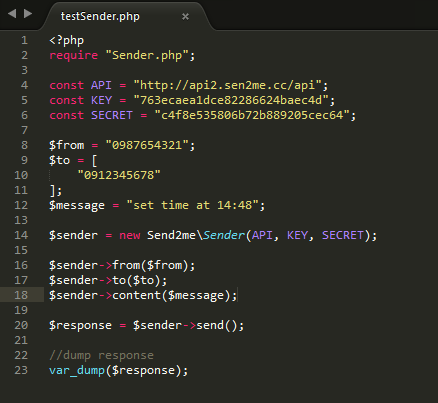 testSender.php ×
1 <?php
2 require "Sender.php";
3
4 const API = "http://api2.sen2me.cc/api";
5 const KEY = "763ecaea1dce82286624baec4d";
6 const SECRET = "c4f8e535806b72b889205cec64";
7
8 $from = "0987654321";
9 $to = [
10     "0912345678"
11 ];
12 $message = "set time at 14:48";
13
14 $sender = new Send2me\Sender(API, KEY, SECRET);
15
16 $sender->from($from);
17 $sender->to($to);
18 $sender->content($message);
19
20 $response = $sender->send();
21
22 //dump response
23 var_dump($response);